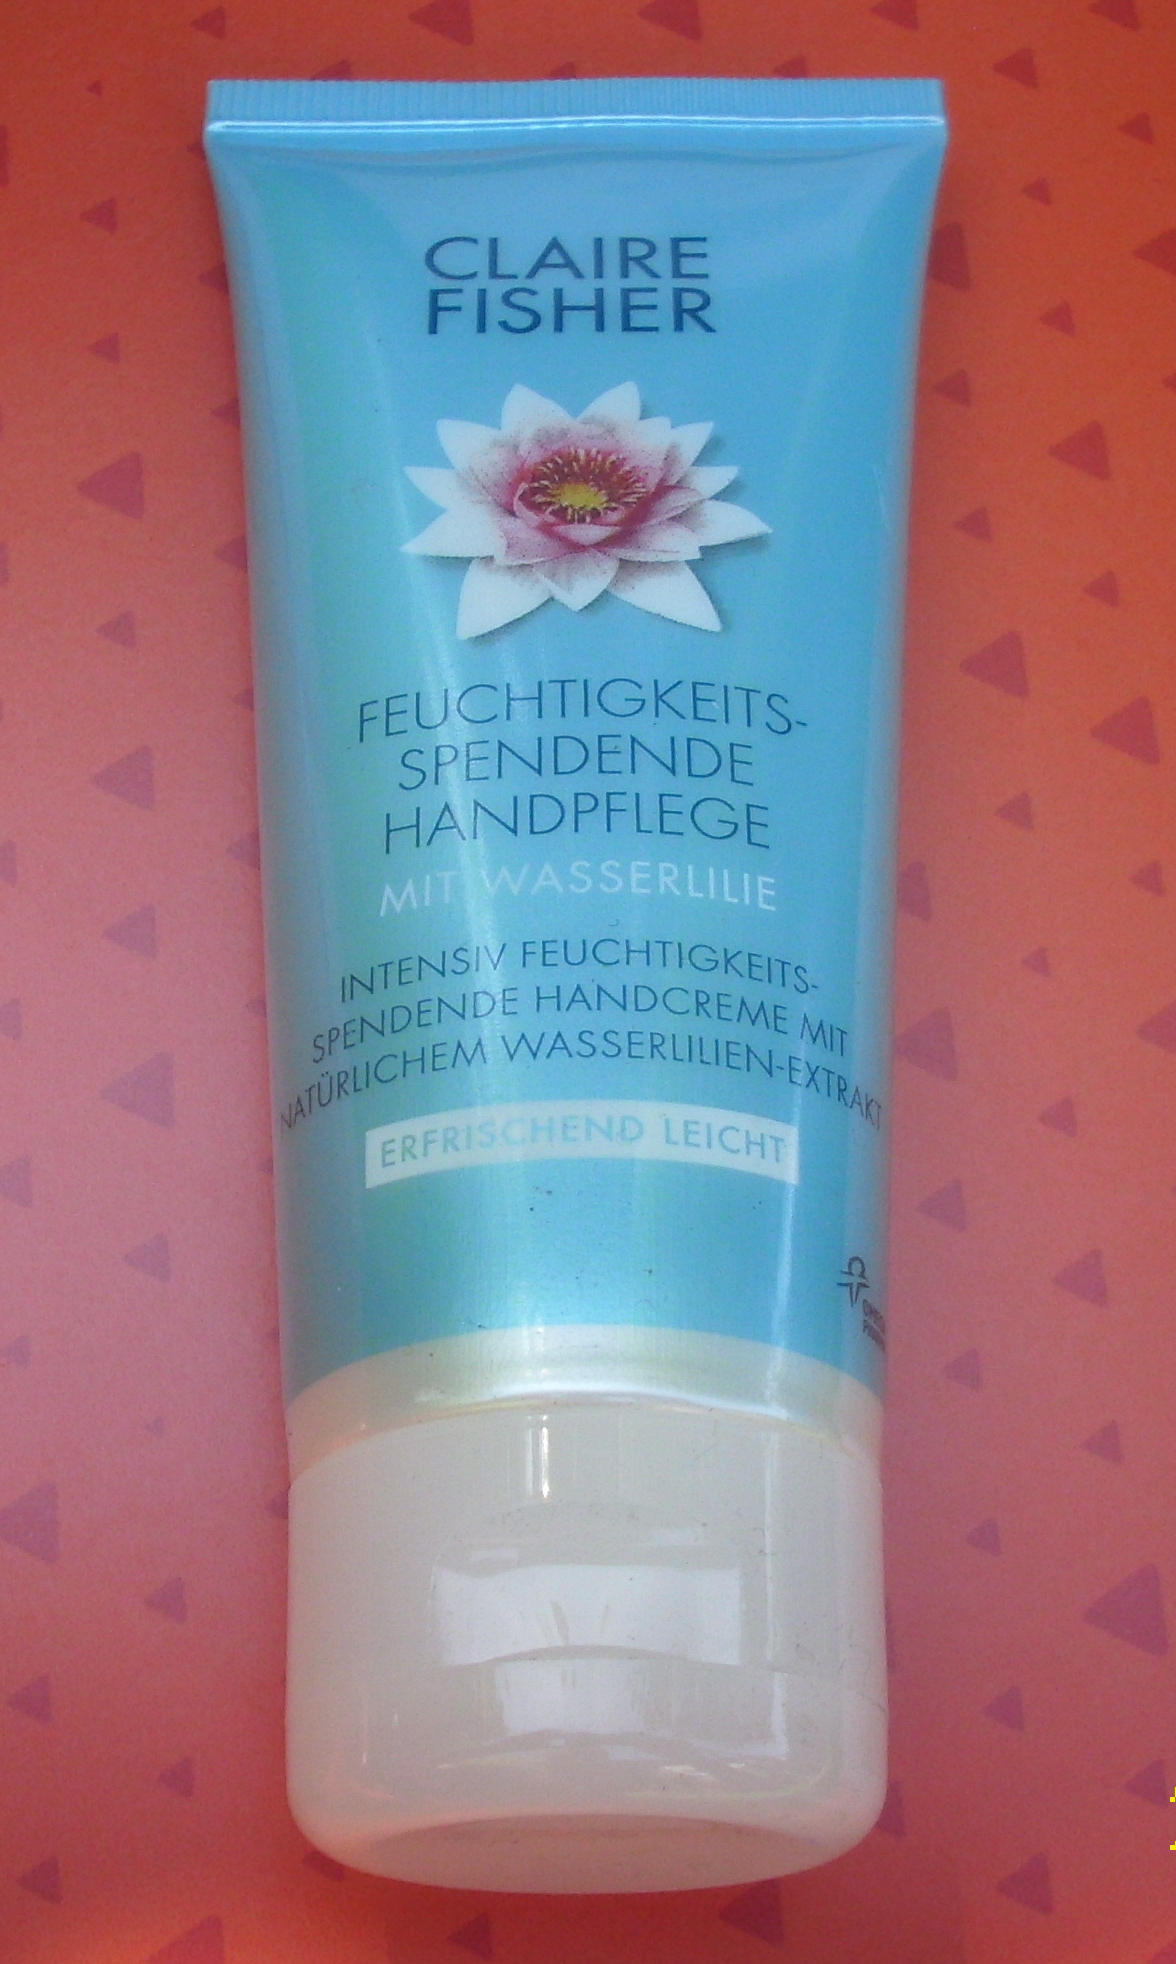 CLAIRE
FISHER
FEUCHTIGKEITS-
SPENDENDE
HANDPFLEGE
MIT WASSERLILIE
INTENSIV FEUCHTIGKEITS-
SPENDENDE HANDCREME MIT
NATÜRLICHEM WASSERLILIEN-EXTRAKT
ERFRISCHEND LEICHT